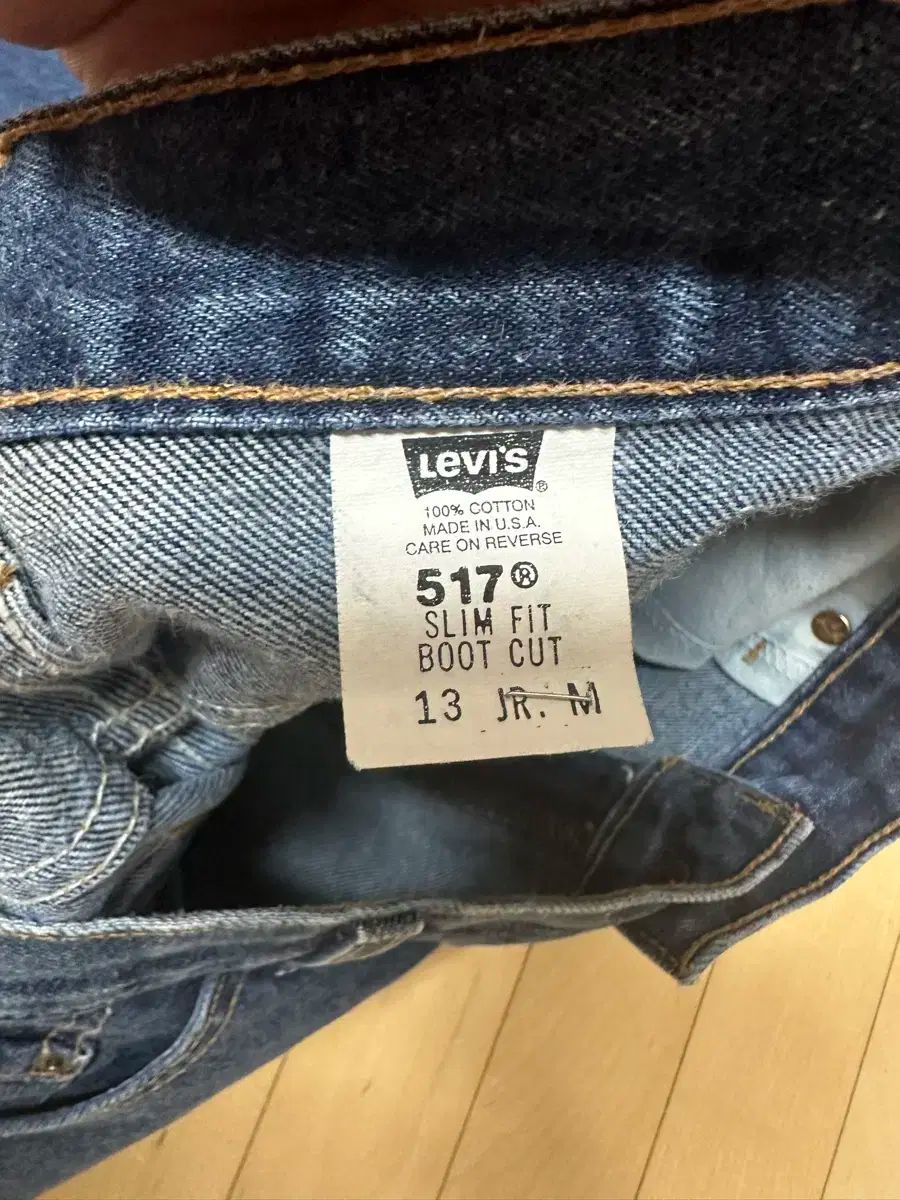 Levi's®
100% COTTON
MADE IN U.S.A.
CARE ON REVERSE
517®
SLIM FIT
BOOT CUT
13 JR. M